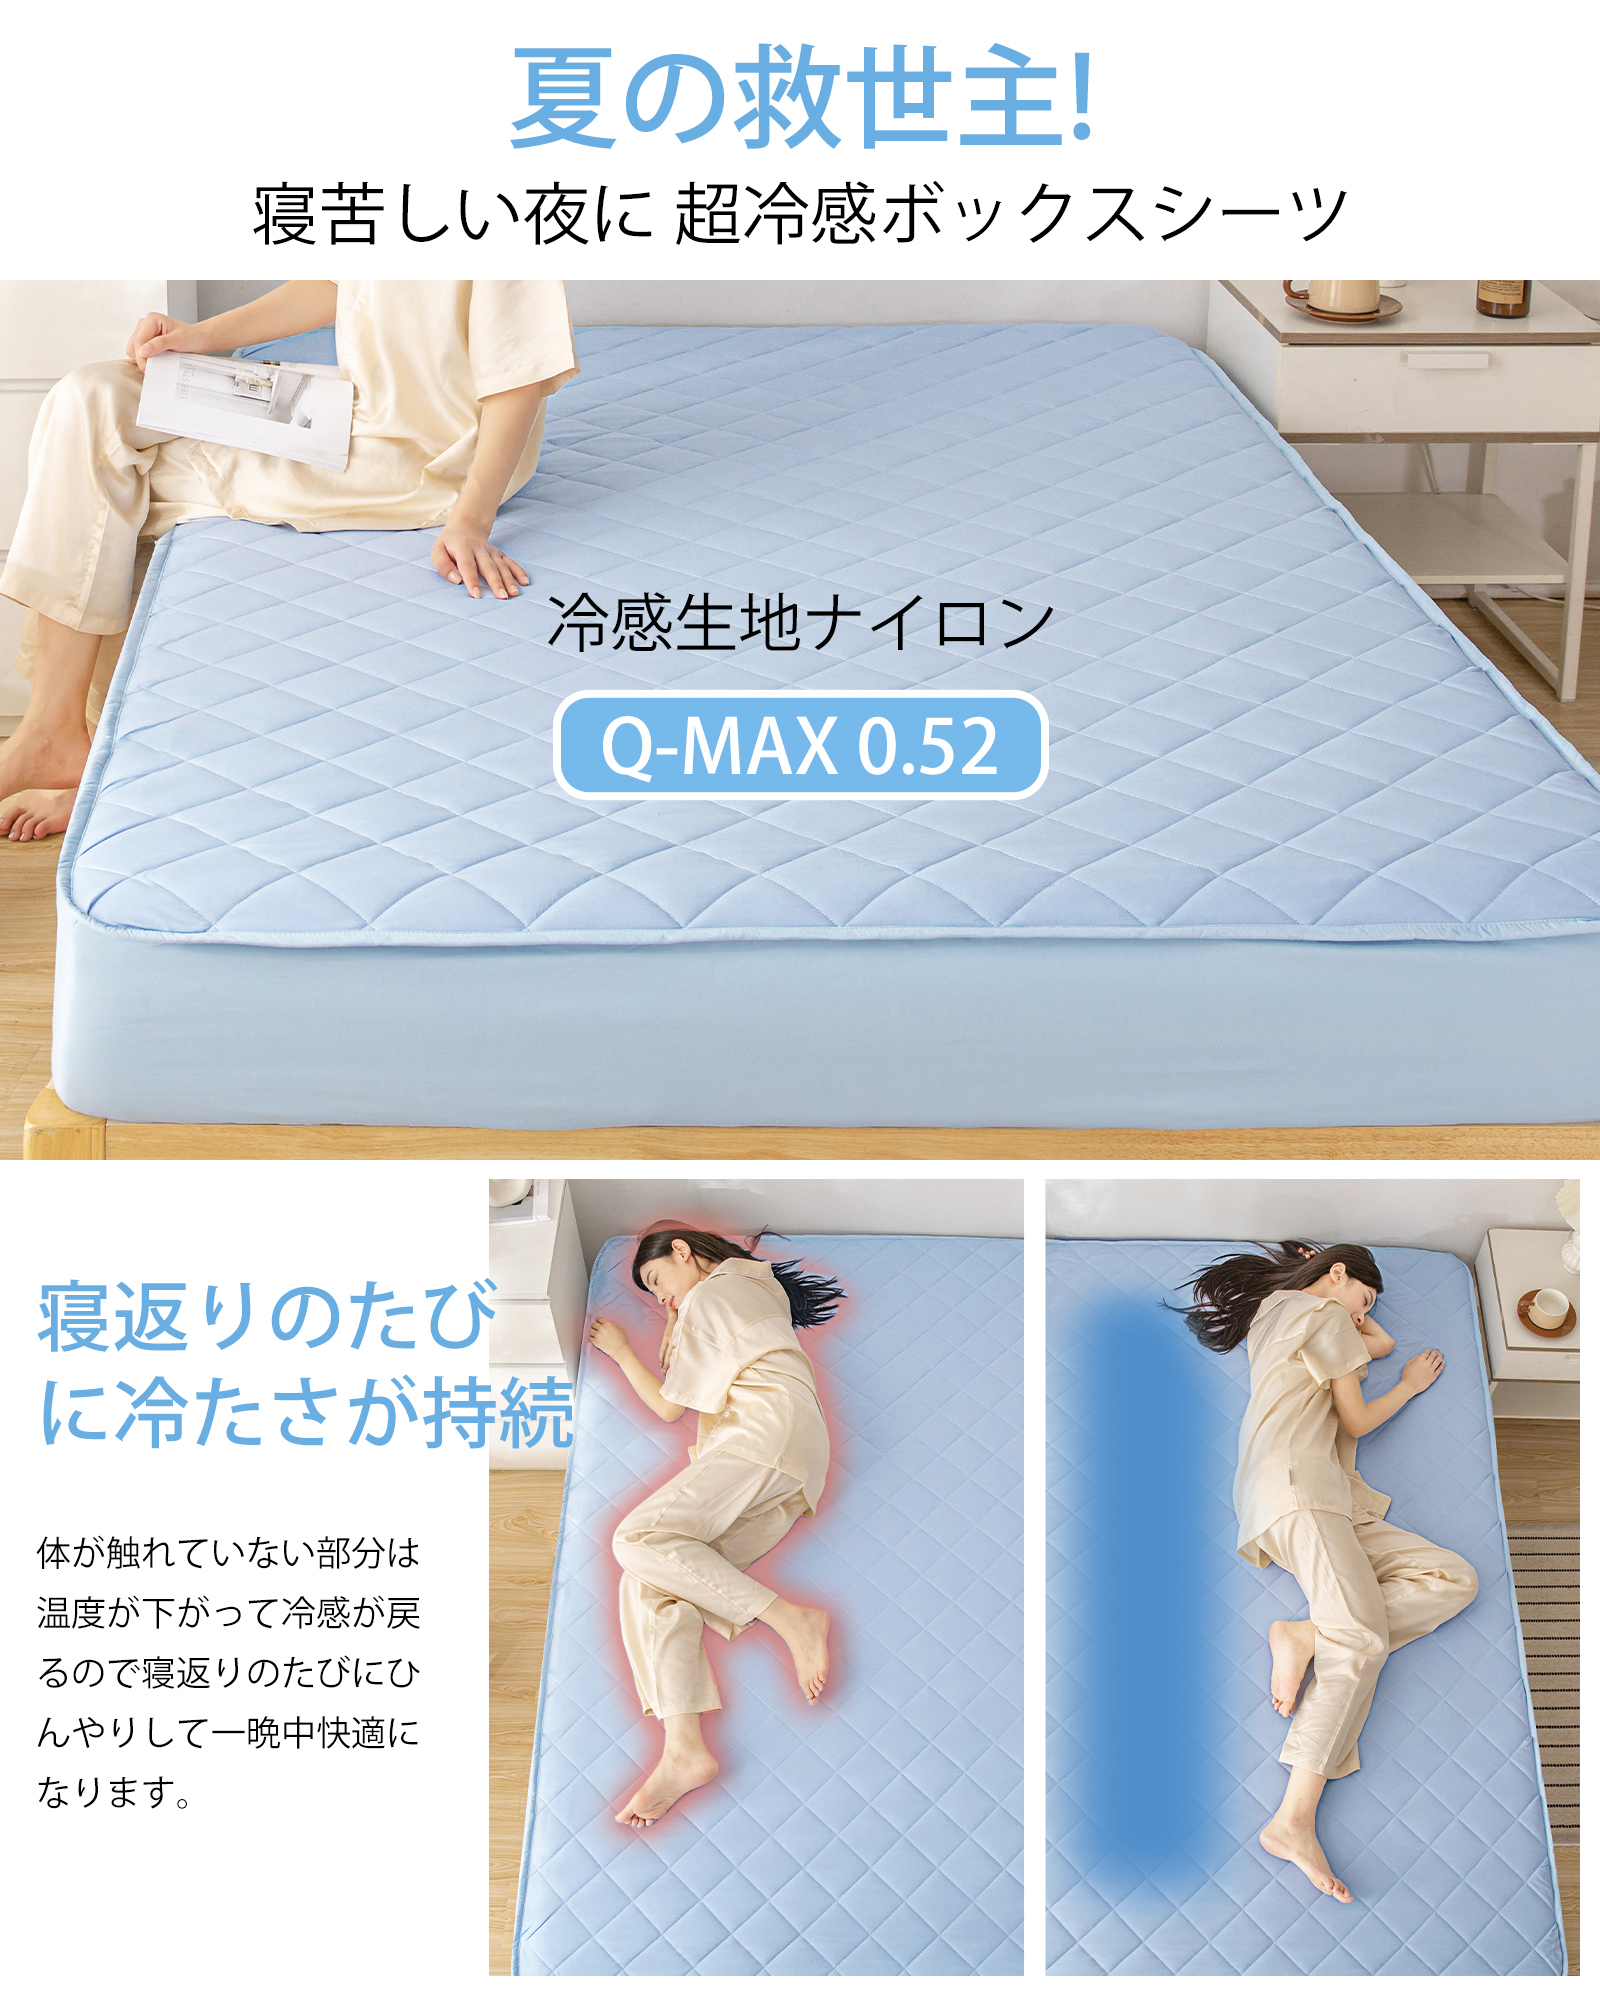 夏の救世主!
寝苦しい夜に 超冷感ボックスシーツ
LIFE STYLE
冷感生地ナイロン
Q-MAX 0.52
寝返りのたび
に冷たさが持続
体が触れていない部分は
温度が下がって冷感が戻
るので寝返りのたびにひ
んやりして一晩中快適に
なります。